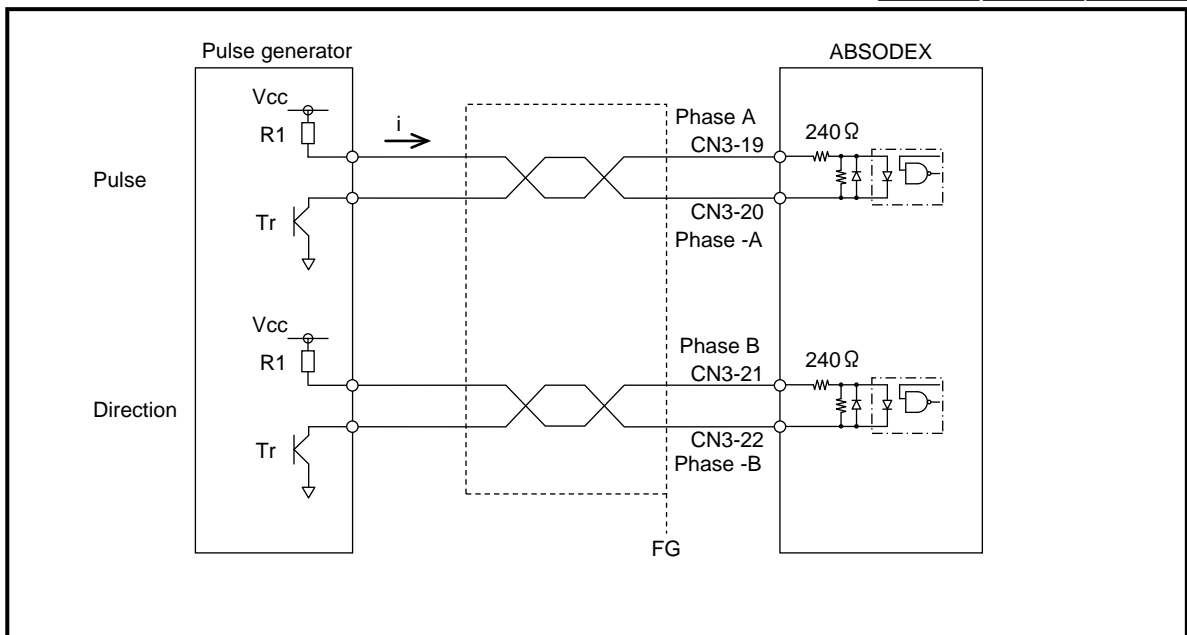 Pulse generator
ABSODEX
Vcc
R1
i
Phase A
CN3-19
240Ω
Pulse
Tr
CN3-20
Phase -A
Vcc
R1
Phase B
CN3-21
240Ω
Direction
Tr
CN3-22
Phase -B
FG